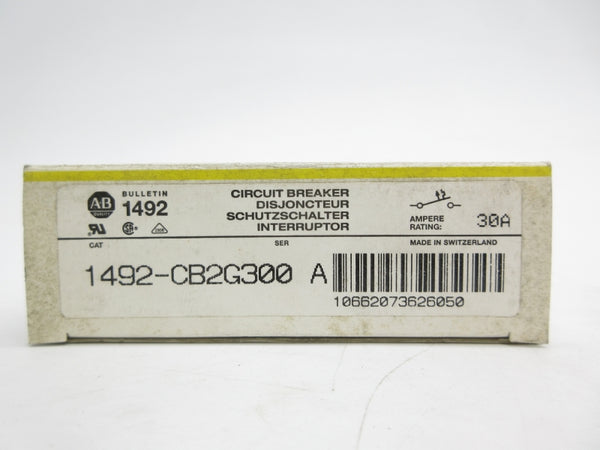 AB
QUALITY
BULLETIN
1492
CIRCUIT BREAKER
DISJONCTEUR
SCHUTZSCHALTER
INTERRUPTOR
AMPERE
RATING:
30A
CAT
SER
MADE IN SWITZERLAND
1492-CB2G300 A
10662073626050